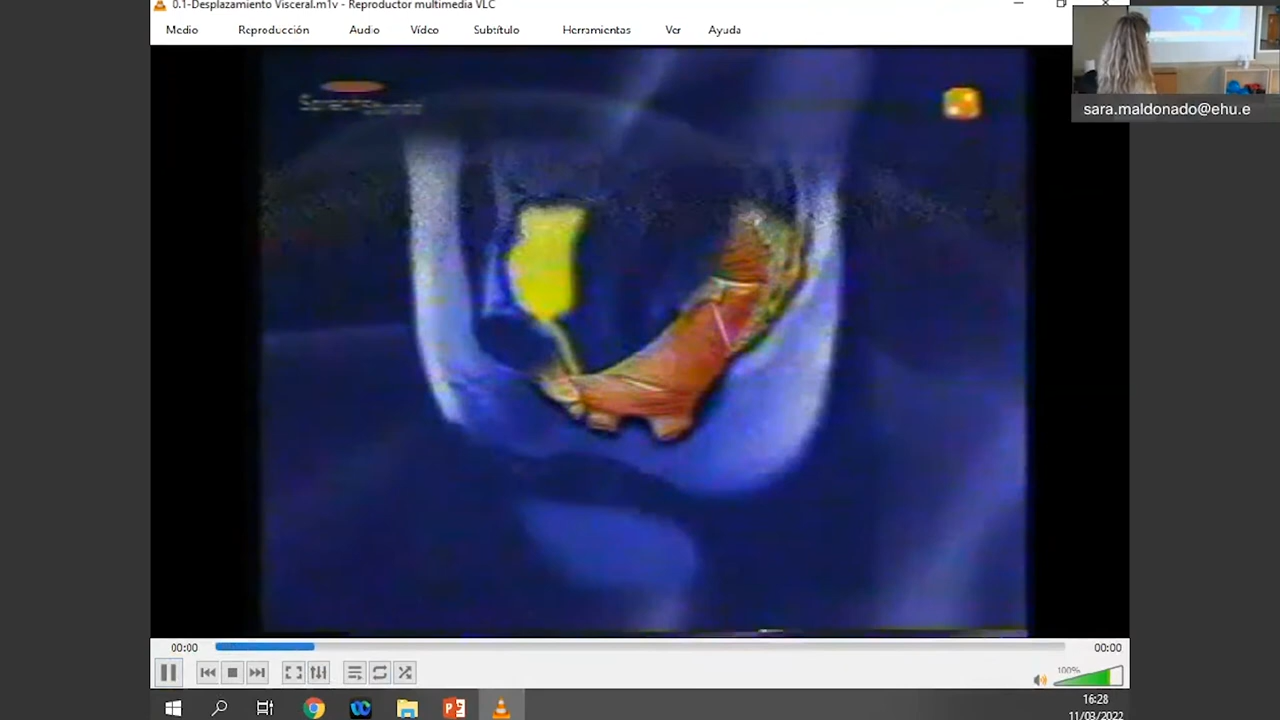 0.1-Desplazamiento Visceral.m1v - Reproductor multimedia VLC
Medio Reproducción Audio Vídeo Subtítulo Herramientas Ver Ayuda
sara.maldonado@ehu.e
00:00 00:00
100%
16:28
11/03/2022